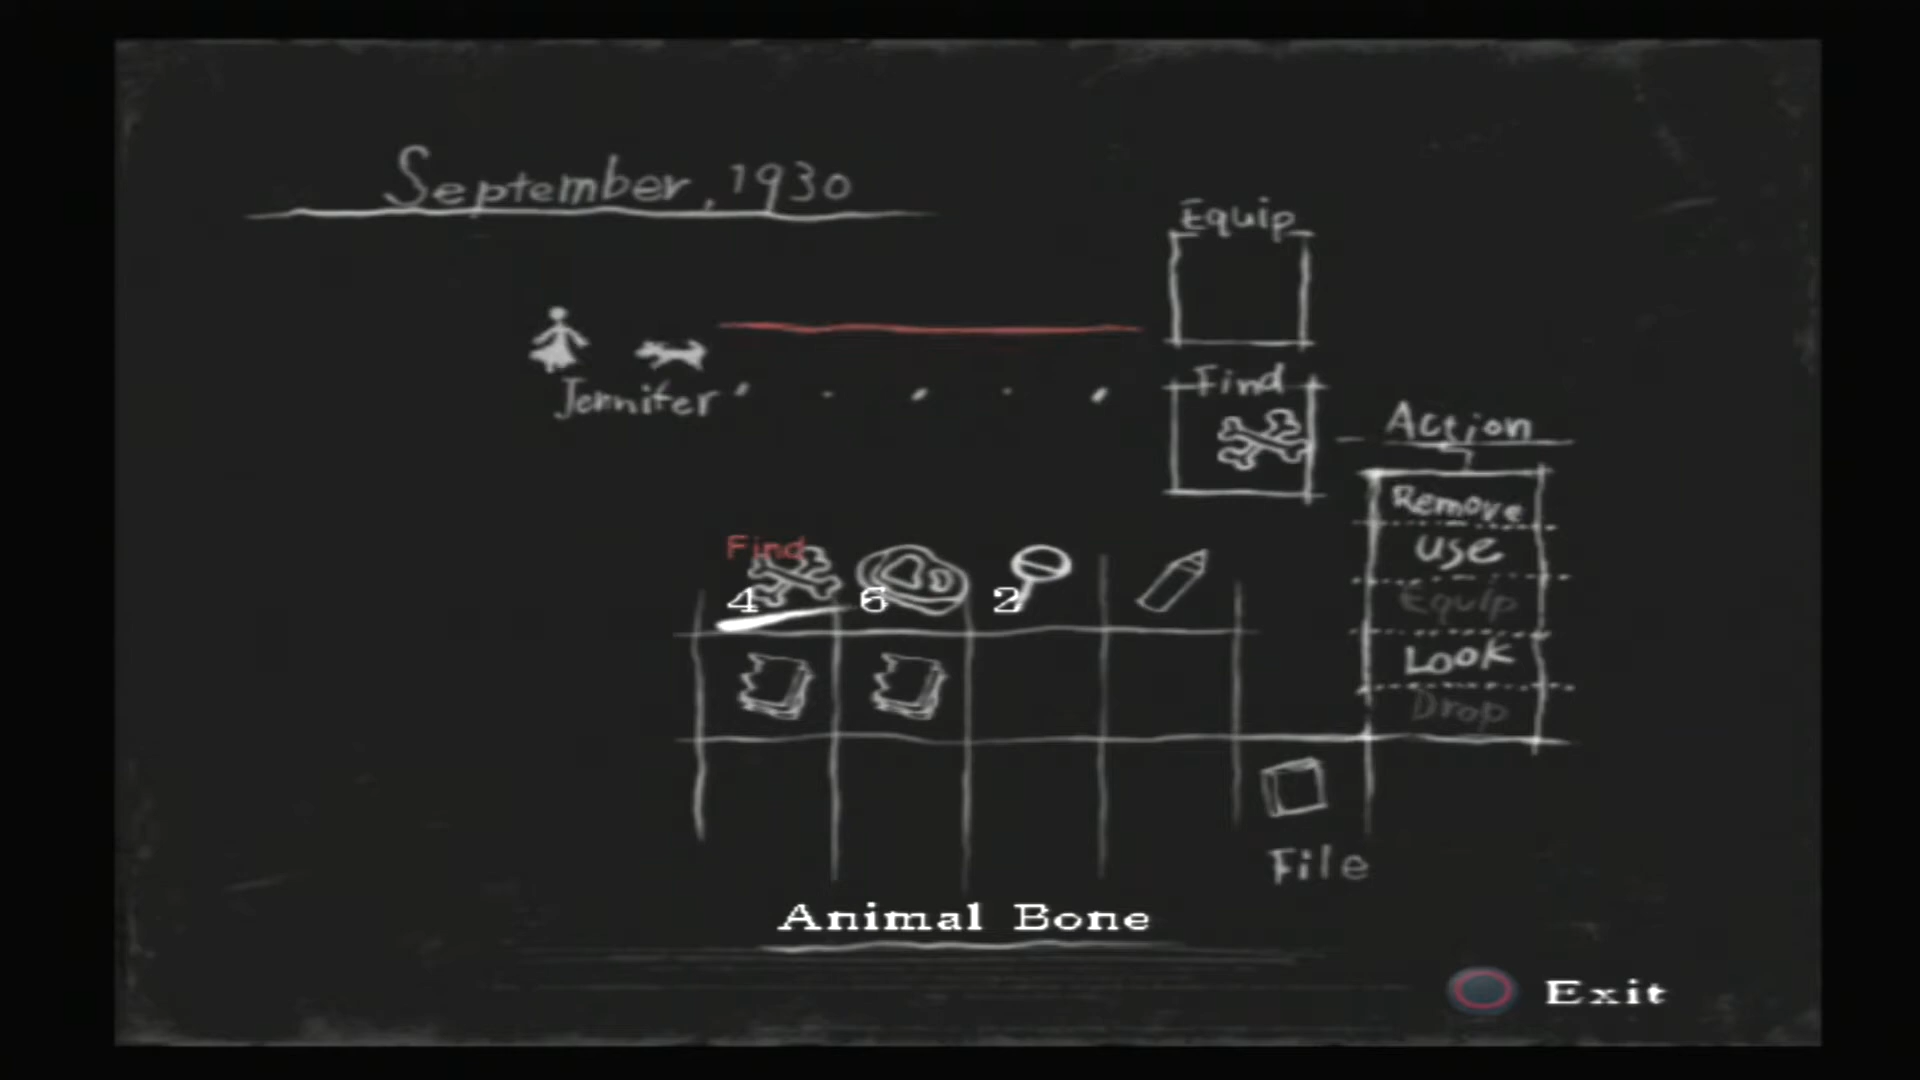 September, 1930
Equip
Jennifer
Find
Action
Remove
Use
Equip
Look
Drop
Find
4 6 2
File
Animal Bone
Exit